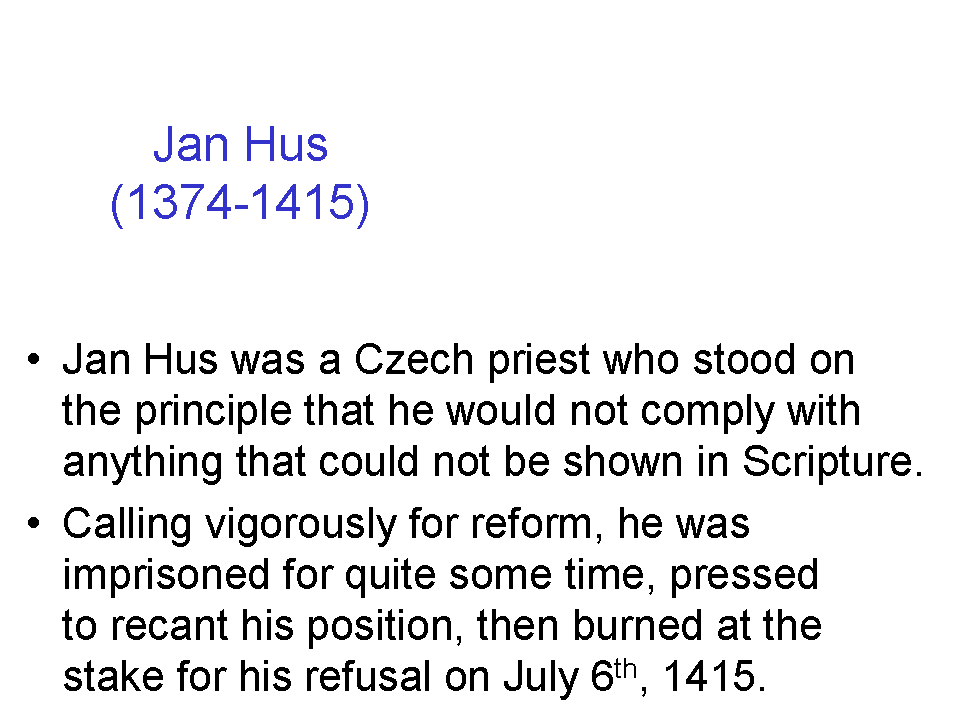 Jan Hus
(1374-1415)
• Jan Hus was a Czech priest who stood on
the principle that he would not comply with
anything that could not be shown in Scripture.
• Calling vigorously for reform, he was
imprisoned for quite some time, pressed
to recant his position, then burned at the
stake for his refusal on July 6th, 1415.